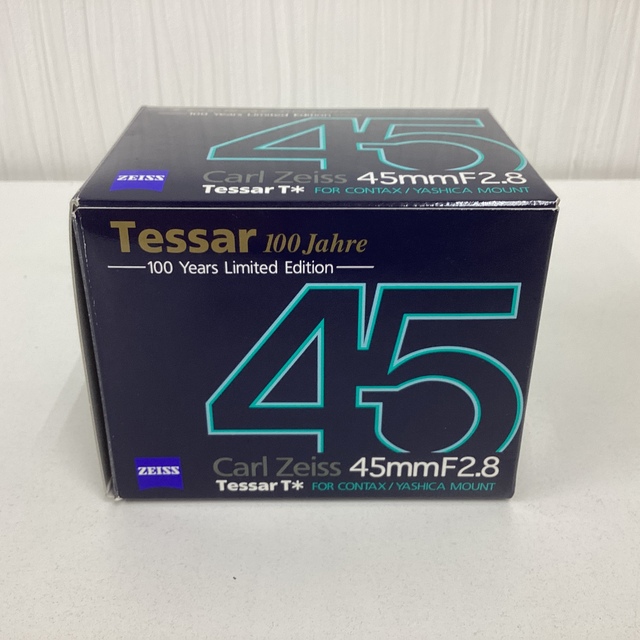 100 Years Limited Edition
45
ZEISS
Carl Zeiss 45mmF2.8
Tessar T* FOR CONTAX/YASHICA MOUNT
Tessar 100 Jahre
100 Years Limited Edition
45
ZEISS
Carl Zeiss 45mmF2.8
Tessar T* FOR CONTAX/YASHICA MOUNT